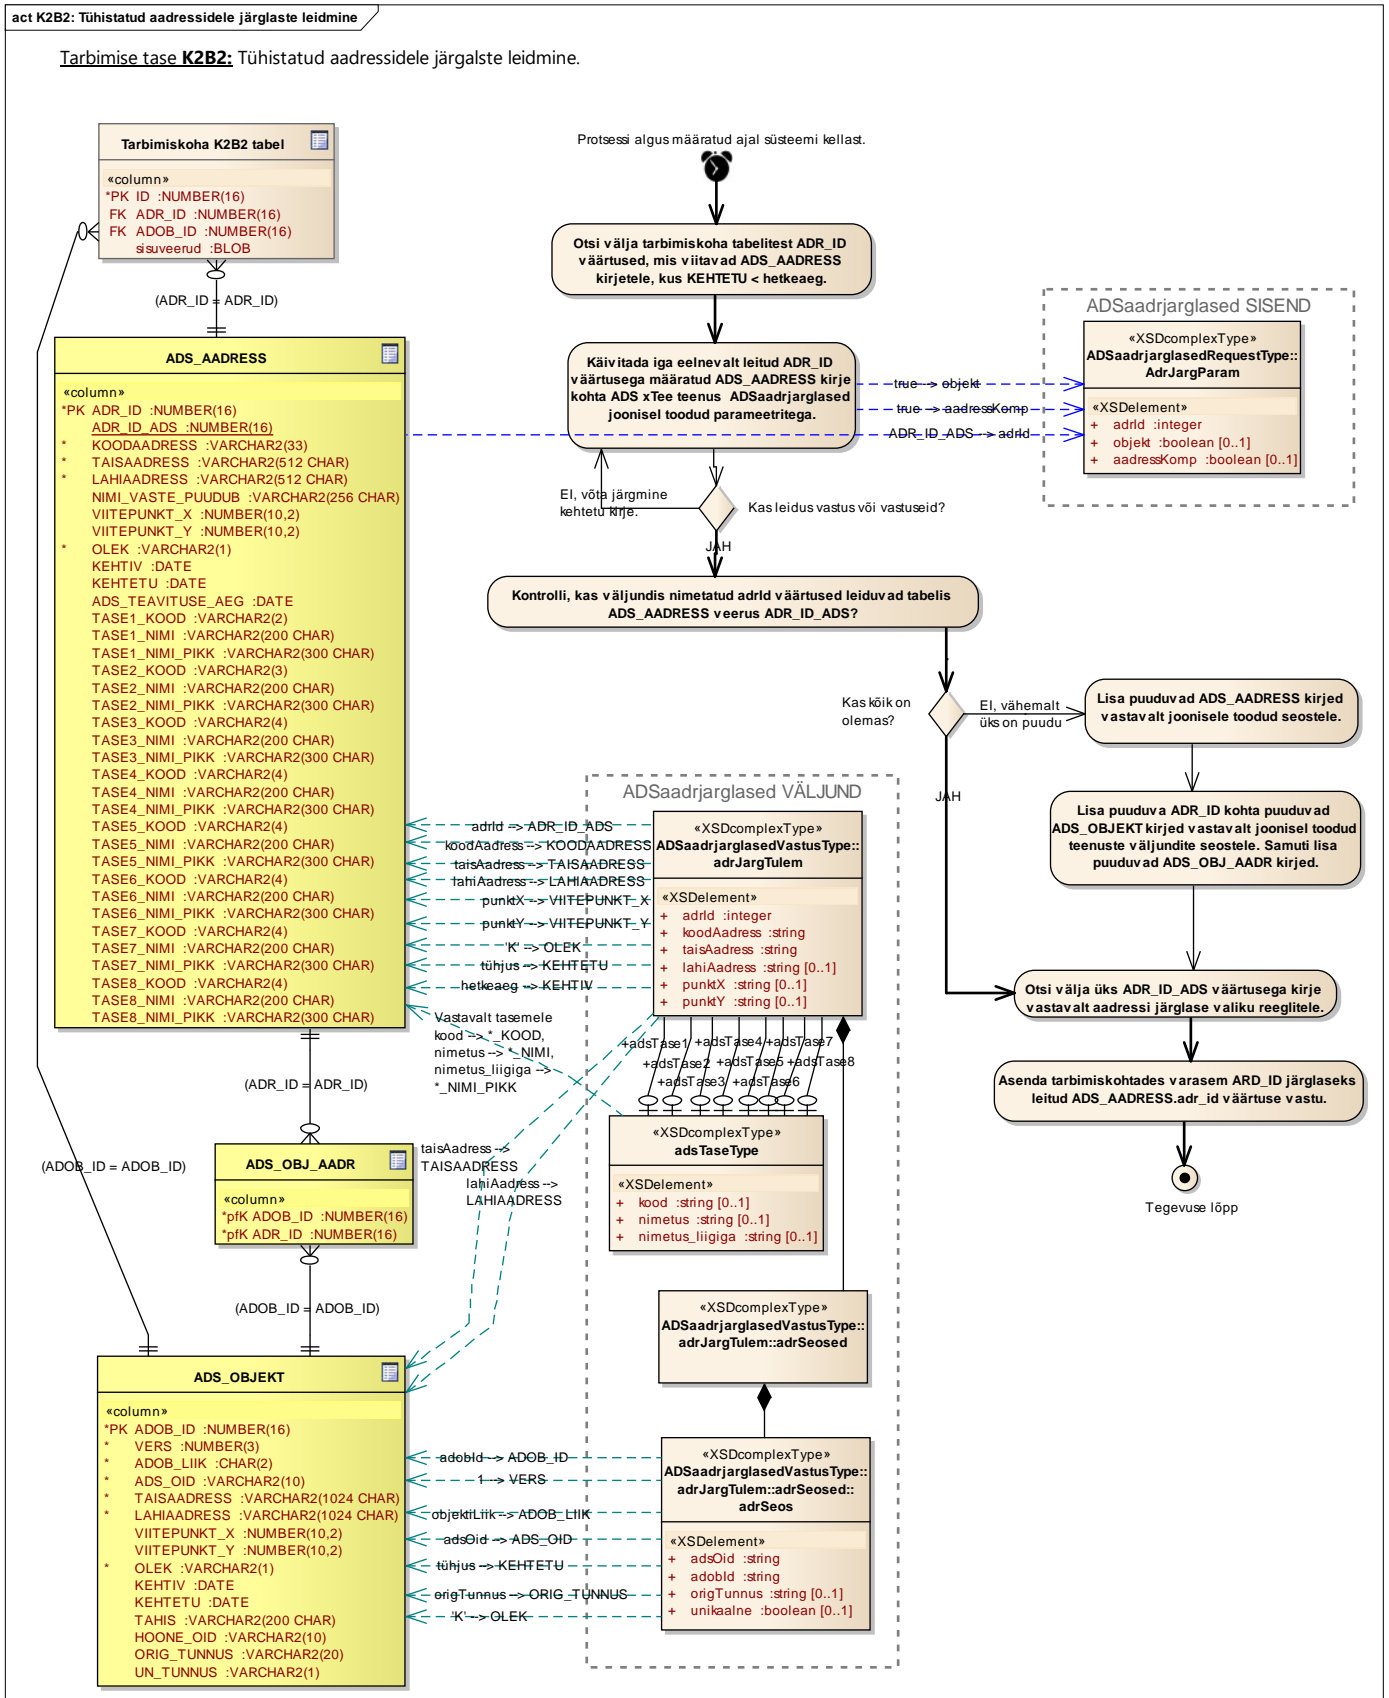 act K2B2: Tühistatud aadressidele järglaste leidmine
Tarbimise tase K2B2: Tühistatud aadressidele järgalste leidmine.
Tarbimiskoha K2B2 tabel
«column»
*PK ID :NUMBER(16)
FK ADR_ID :NUMBER(16)
FK ADOB_ID :NUMBER(16)
sisuveerud :BLOB
(ADR_ID = ADR_ID)
ADS_AADRESS
«column»
*PK ADR_ID :NUMBER(16)
ADR_ID_ADS :NUMBER(16)
* KOODAADRESS :VARCHAR2(33)
* TAISAADRESS :VARCHAR2(512 CHAR)
* LAHIAADRESS :VARCHAR2(512 CHAR)
NIMI_VASTE_PUUDUB :VARCHAR2(256 CHAR)
VIITEPUNKT_X :NUMBER(10,2)
VIITEPUNKT_Y :NUMBER(10,2)
* OLEK :VARCHAR2(1)
KEHTIV :DATE
KEHTETU :DATE
ADS_TEAVITUSE_AEG :DATE
TASE1_KOOD :VARCHAR2(2)
TASE1_NIMI :VARCHAR2(200 CHAR)
TASE1_NIMI_PIKK :VARCHAR2(300 CHAR)
TASE2_KOOD :VARCHAR2(3)
TASE2_NIMI :VARCHAR2(200 CHAR)
TASE2_NIMI_PIKK :VARCHAR2(300 CHAR)
TASE3_KOOD :VARCHAR2(4)
TASE3_NIMI :VARCHAR2(200 CHAR)
TASE3_NIMI_PIKK :VARCHAR2(300 CHAR)
TASE4_KOOD :VARCHAR2(4)
TASE4_NIMI :VARCHAR2(200 CHAR)
TASE4_NIMI_PIKK :VARCHAR2(300 CHAR)
TASE5_KOOD :VARCHAR2(4)
TASE5_NIMI :VARCHAR2(200 CHAR)
TASE5_NIMI_PIKK :VARCHAR2(300 CHAR)
TASE6_KOOD :VARCHAR2(4)
TASE6_NIMI :VARCHAR2(200 CHAR)
TASE6_NIMI_PIKK :VARCHAR2(300 CHAR)
TASE7_KOOD :VARCHAR2(4)
TASE7_NIMI :VARCHAR2(200 CHAR)
TASE7_NIMI_PIKK :VARCHAR2(300 CHAR)
TASE8_KOOD :VARCHAR2(4)
TASE8_NIMI :VARCHAR2(200 CHAR)
TASE8_NIMI_PIKK :VARCHAR2(300 CHAR)
(ADR_ID = ADR_ID)
(ADOB_ID = ADOB_ID)
ADS_OBJ_AADR
«column»
*pfK ADOB_ID :NUMBER(16)
*pfK ADR_ID :NUMBER(16)
(ADOB_ID = ADOB_ID)
ADS_OBJEKT
«column»
*PK ADOB_ID :NUMBER(16)
* VERS :NUMBER(3)
* ADOB_LIIK :CHAR(2)
* ADS_OID :VARCHAR2(10)
* TAISAADRESS :VARCHAR2(1024 CHAR)
* LAHIAADRESS :VARCHAR2(1024 CHAR)
VIITEPUNKT_X :NUMBER(10,2)
VIITEPUNKT_Y :NUMBER(10,2)
* OLEK :VARCHAR2(1)
KEHTIV :DATE
KEHTETU :DATE
TAHIS :VARCHAR2(200 CHAR)
HOONE_OID :VARCHAR2(10)
ORIG_TUNNUS :VARCHAR2(20)
UN_TUNNUS :VARCHAR2(1)
Protsessi algus määratud ajal süsteemi kellast.
Otsi välja tarbimiskoha tabelitest ADR_ID
väärtused, mis viitavad ADS_AADRESS
kirjetele, kus KEHTETU < hetkeaeg.
Käivitada iga eelnevalt leitud ADR_ID
väärtusega määratud ADS_AADRESS kirje
kohta ADS xTee teenus ADSaadrjarglased
joonisel toodud parameetritega.
true --> objekt
true --> aadressKomp
ADR_ID_ADS --> adrId
ADSaadrjarglased SISEND
«XSDcomplexType»
ADSaadrjarglasedRequestType::
AdrJargParam
«XSDelement»
+ adrId :integer
+ objekt :boolean [0..1]
+ aadressKomp :boolean [0..1]
EI, võta järgmine
kehtetu kirje.
Kas leidus vastus või vastuseid?
JAH
Kontrolli, kas väljundis nimetatud adrId väärtused leiduvad tabelis
ADS_AADRESS veerus ADR_ID_ADS?
Kas kõik on
olemas?
EI, vähemalt
üks on puudu
JAH
Lisa puuduvad ADS_AADRESS kirjed
vastavalt joonisele toodud seostele.
Lisa puuduva ADR_ID kohta puuduvad
ADS_OBJEKT kirjed vastavalt joonisel toodud
teenuste väljundite seostele. Samuti lisa
puuduvad ADS_OBJ_AADR kirjed.
Otsi välja üks ADR_ID_ADS väärtusega kirje
vastavalt aadressi järglase valiku reeglitele.
Asenda tarbimiskohtades varasem ARD_ID järglaseks
leitud ADS_AADRESS.adr_id väärtuse vastu.
Tegevuse lõpp
ADSaadrjarglased VÄLJUND
«XSDcomplexType»
ADSaadrjarglasedVastusType::
adrJargTulem
«XSDelement»
+ adrId :integer
+ koodAadress :string
+ taisAadress :string
+ lahiAadress :string [0..1]
+ punktX :string [0..1]
+ punktY :string [0..1]
adrId --> ADR_ID_ADS
koodAadress --> KOODAADRESS
taisAadress --> TAISAADRESS
lahiAadress --> LAHIAADRESS
punktX --> VIITEPUNKT_X
punktY --> VIITEPUNKT_Y
'K' --> OLEK
tühjus --> KEHTETU
hetkeaeg --> KEHTIV
Vastavalt tasemele
kood --> *_KOOD,
nimetus --> *_NIMI,
nimetus_liigiga -->
*_NIMI_PIKK
+adsTase1
+adsTase2
+adsTase3
+adsTase4
+adsTase5
+adsTase6
+adsTase7
+adsTase8
«XSDcomplexType»
adsTaseType
«XSDelement»
+ kood :string [0..1]
+ nimetus :string [0..1]
+ nimetus_liigiga :string [0..1]
taisAadress -->
TAISAADRESS
lahiAadress -->
LAHIAADRESS
«XSDcomplexType»
ADSaadrjarglasedVastusType::
adrJargTulem::adrSeosed
«XSDcomplexType»
ADSaadrjarglasedVastusType::
adrJargTulem::adrSeosed::
adrSeos
«XSDelement»
+ adsOid :string
+ adobId :string
+ origTunnus :string [0..1]
+ unikaalne :boolean [0..1]
adobId --> ADOB_ID
1 --> VERS
objektiLiik --> ADOB_LIIK
adsOid --> ADS_OID
tühjus --> KEHTETU
origTunnus --> ORIG_TUNNUS
'K' --> OLEK